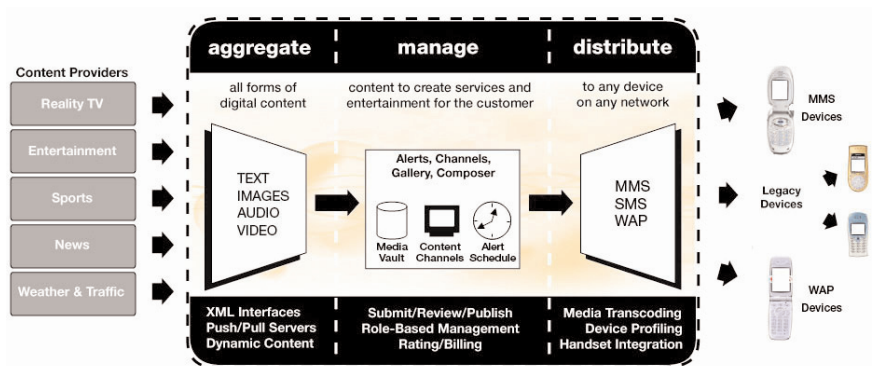 aggregate
manage
distribute
Content Providers
Reality TV
Entertainment
Sports
News
Weather & Traffic
all forms of
digital content
content to create services and
entertainment for the customer
to any device
on any network
TEXT
IMAGES
AUDIO
VIDEO
Alerts, Channels,
Gallery, Composer
Media
Vault
Content
Channels
Alert
Schedule
MMS
SMS
WAP
MMS
Devices
Legacy
Devices
WAP
Devices
XML Interfaces
Push/Pull Servers
Dynamic Content
Submit/Review/Publish
Role-Based Management
Rating/Billing
Media Transcoding
Device Profiling
Handset Integration